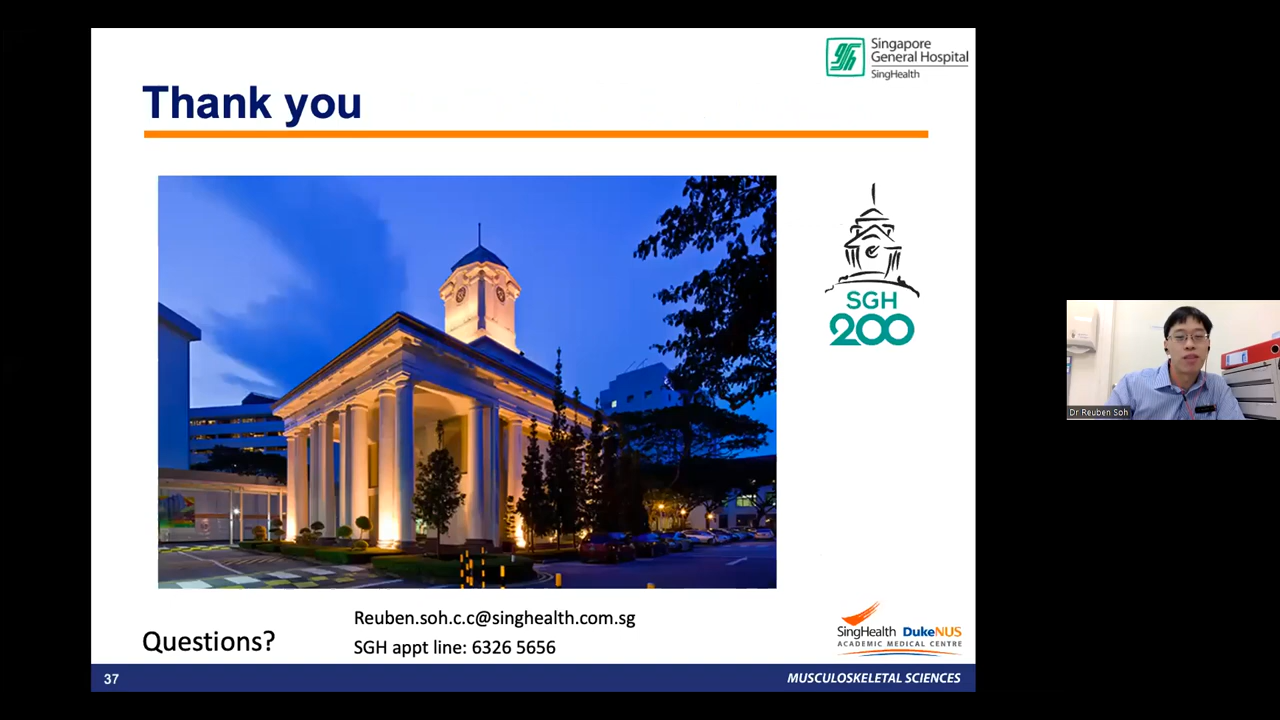 Singapore
General Hospital
SingHealth
Thank you
SGH
200
Dr Reuben Soh
Questions?
Reuben.soh.c.c@singhealth.com.sg
SGH appt line: 6326 5656
SingHealth DukeNUS
ACADEMIC MEDICAL CENTRE
37
MUSCULOSKELETAL SCIENCES